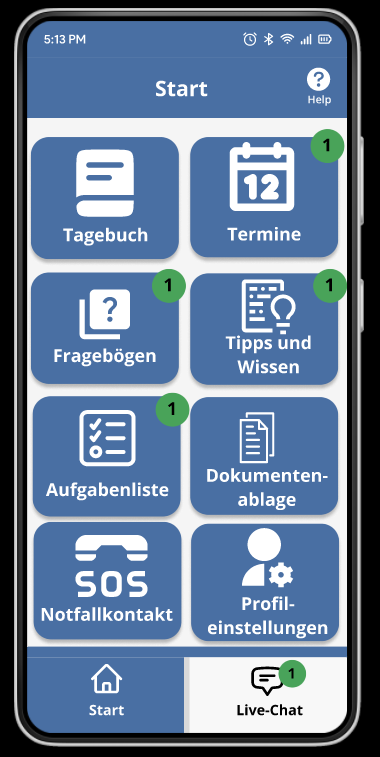 5:13 PM
Start
?
Help
Tagebuch
1
12
Termine
1
?
Fragebögen
1
Tipps und
Wissen
1
Aufgabenliste
Dokumenten-
ablage
SOS
Notfallkontakt
Profil-
einstellungen
Start
1
Live-Chat